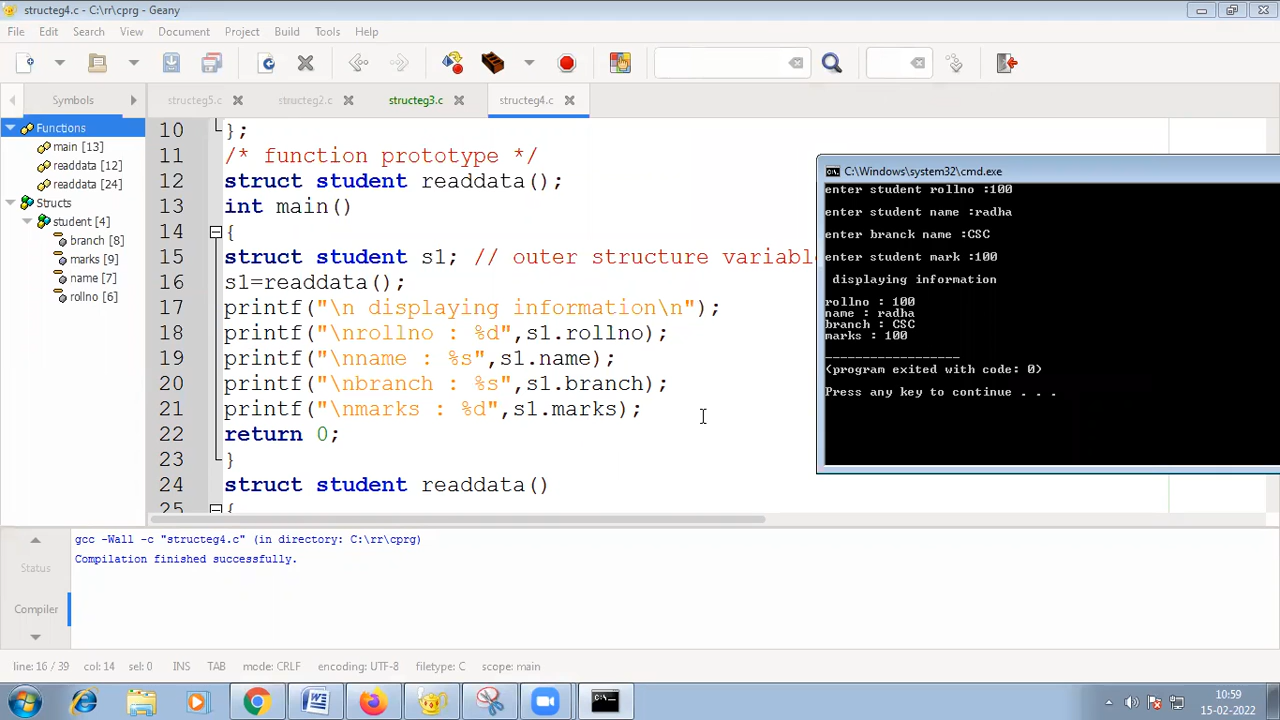 structeg4.c - C:\rr\cprg - Geany
File Edit Search View Document Project Build Tools Help
Symbols structeg5.c structeg2.c structeg3.c structeg4.c
Functions
main [13]
readdata [12]
readdata [24]
Structs
student [4]
branch [8]
marks [9]
name [7]
rollno [6]
10 };
11 /* function prototype */
12 struct student readdata();
13 int main()
14 {
15 struct student s1; // outer structure variable
16 s1=readdata();
17 printf("\n displaying information\n");
18 printf("\nrollno : %d",s1.rollno);
19 printf("\nname : %s",s1.name);
20 printf("\nbranch : %s",s1.branch);
21 printf("\nmarks : %d",s1.marks);
22 return 0;
23 }
24 struct student readdata()
25 {
C:\Windows\system32\cmd.exe
enter student rollno :100
enter student name :radha
enter branck name :CSC
enter student mark :100
displaying information
rollno : 100
name : radha
branch : CSC
marks : 100
------------------
(program exited with code: 0)
Press any key to continue . . .
Status
Compiler
gcc -Wall -c "structeg4.c" (in directory: C:\rr\cprg)
Compilation finished successfully.
line: 16 / 39 col: 14 sel: 0 INS TAB mode: CRLF encoding: UTF-8 filetype: C scope: main
10:59
15-02-2022